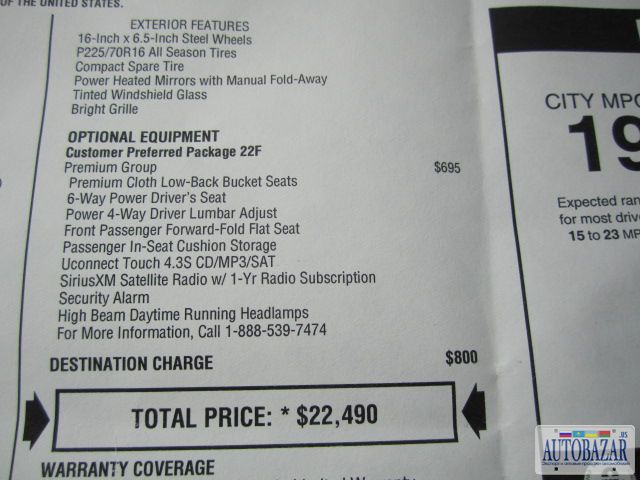 OF THE UNITED STATES.
EXTERIOR FEATURES
16-Inch x 6.5-Inch Steel Wheels
P225/70R16 All Season Tires
Compact Spare Tire
Power Heated Mirrors with Manual Fold-Away
Tinted Windshield Glass
Bright Grille
OPTIONAL EQUIPMENT
Customer Preferred Package 22F
Premium Group $695
Premium Cloth Low-Back Bucket Seats
6-Way Power Driver's Seat
Power 4-Way Driver Lumbar Adjust
Front Passenger Forward-Fold Flat Seat
Passenger In-Seat Cushion Storage
Uconnect Touch 4.3S CD/MP3/SAT
SiriusXM Satellite Radio w/ 1-Yr Radio Subscription
Security Alarm
High Beam Daytime Running Headlamps
For More Information, Call 1-888-539-7474
DESTINATION CHARGE $800
TOTAL PRICE: * $22,490
WARRANTY COVERAGE
CITY MPG
19
Expected ran
for most drive
15 to 23 MP
AUTOBAZAR.us